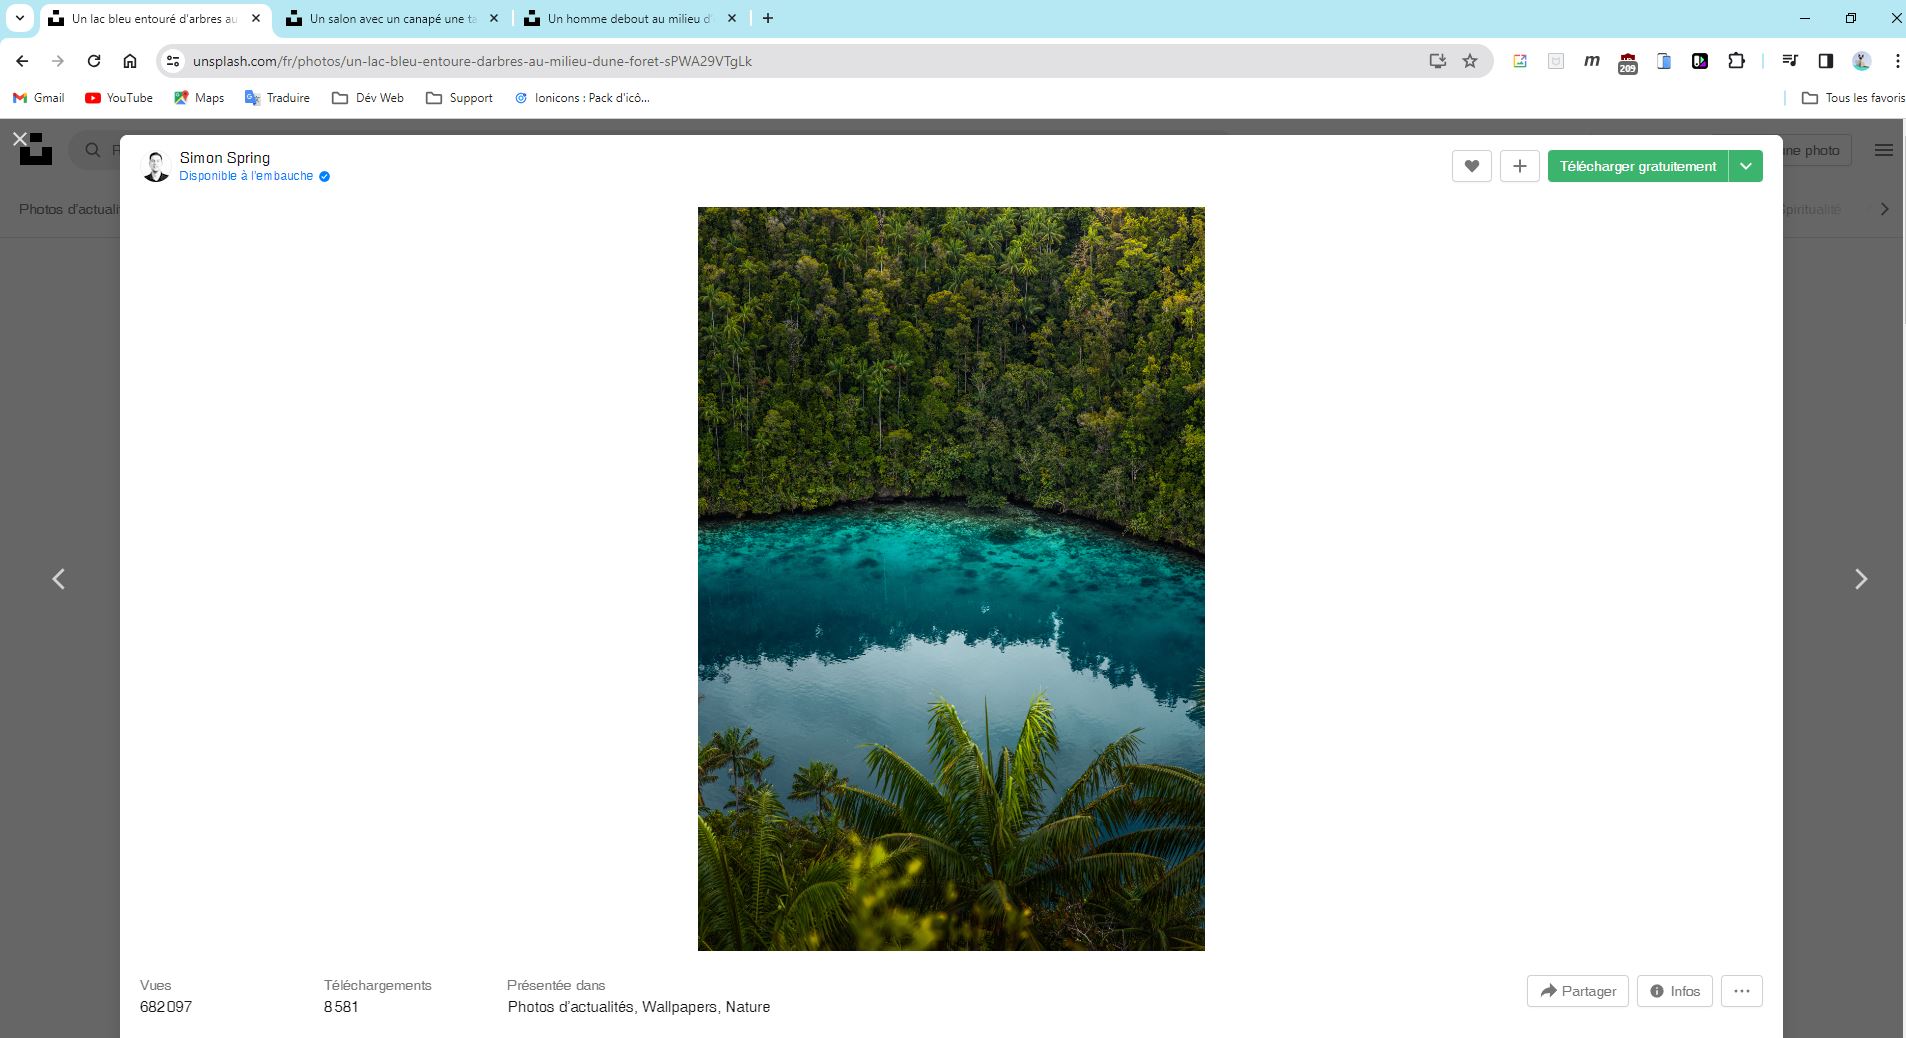 Un lac bleu entouré d'arbres au
Un salon avec un canapé une ta
Un homme debout au milieu d'
unsplash.com/fr/photos/un-lac-bleu-entoure-darbres-au-milieu-dune-foret-sPWA29VTgLk
m
209
Gmail
YouTube
Maps
Traduire
Dév Web
Support
Ionicons : Pack d'icô...
Tous les favoris
Simon Spring
Disponible à l'embauche
Télécharger gratuitement
une photo
Photos d'actualit
Spiritualité
Vues
682 097
Téléchargements
8 581
Présentée dans
Photos d'actualités, Wallpapers, Nature
Partager
Infos